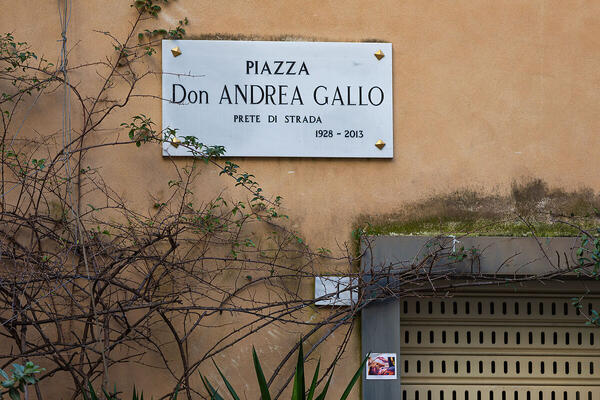 PIAZZA
Don ANDREA GALLO
PRETE DI STRADA
1928 - 2013